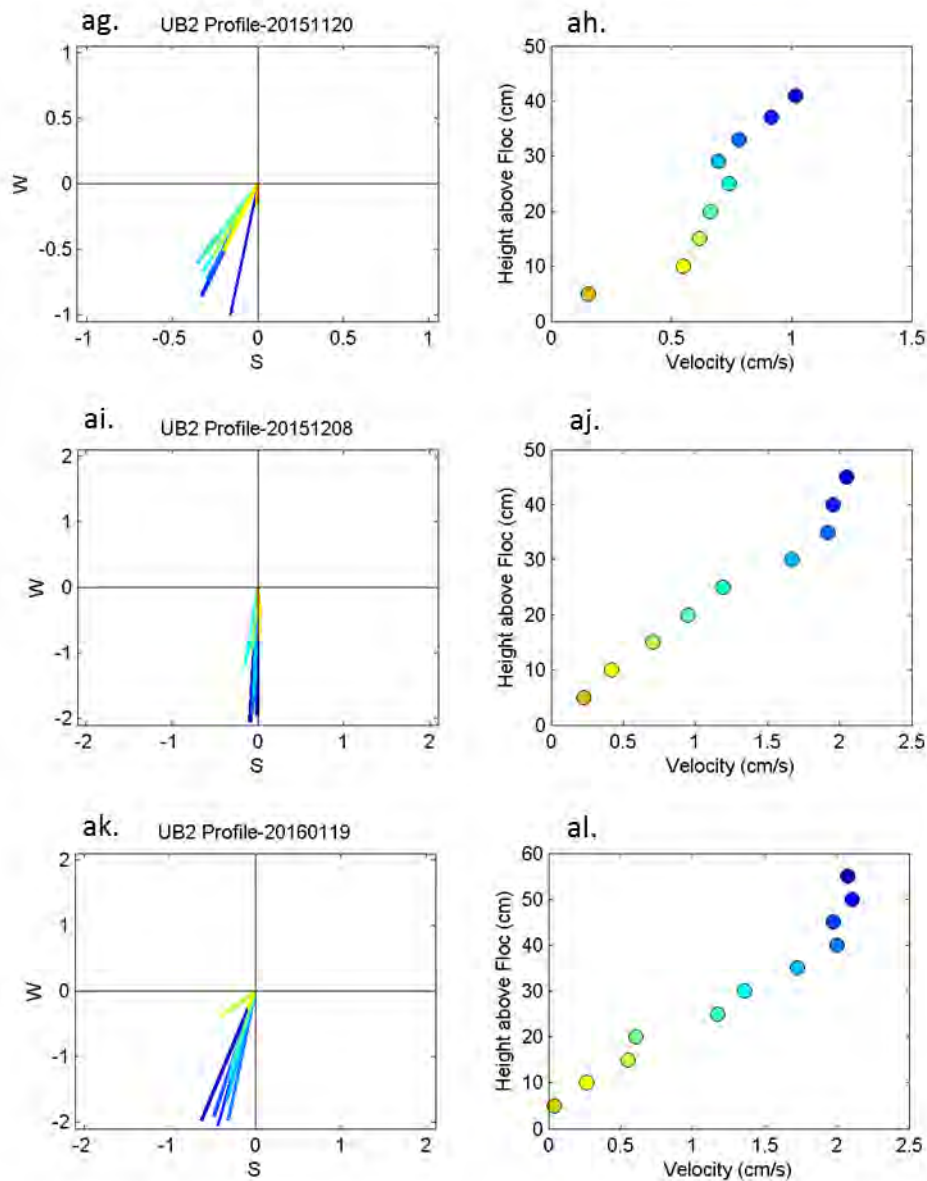 ag.
UB2 Profile-20151120
1
0.5
0
-0.5
-1
W
-1 -0.5 0 0.5 1
S
ah.
50
40
30
20
10
0
Height above Floc (cm)
0 0.5 1 1.5
Velocity (cm/s)
ai.
UB2 Profile-20151208
2
1
0
-1
-2
W
-2 -1 0 1 2
S
aj.
50
40
30
20
10
0
Height above Floc (cm)
0 0.5 1 1.5 2 2.5
Velocity (cm/s)
ak.
UB2 Profile-20160119
2
1
0
-1
-2
W
-2 -1 0 1 2
S
al.
60
50
40
30
20
10
0
Height above Floc (cm)
0 0.5 1 1.5 2 2.5
Velocity (cm/s)